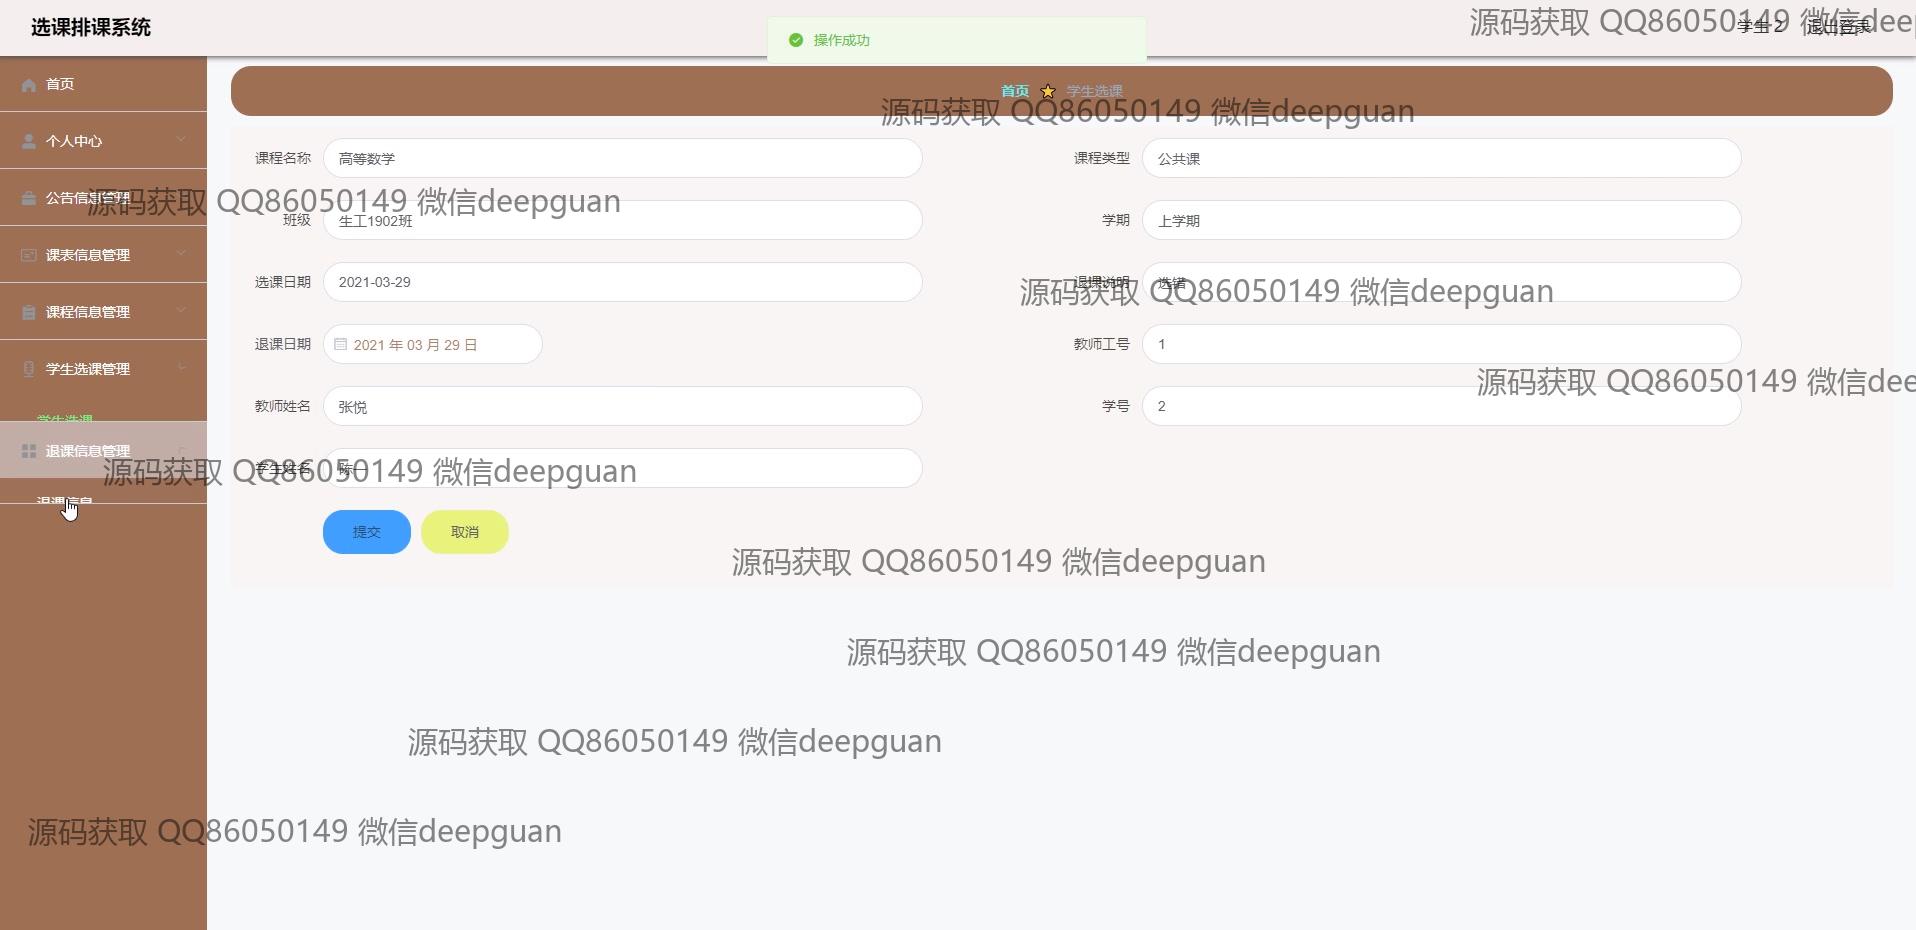 选课排课系统
操作成功
学生 2 退出登录
源码获取 QQ86050149 微信deep
首页
首页 学生选课
源码获取 QQ86050149 微信deepguan
个人中心
课程名称 高等数学 课程类型 公共课
公告信息管理
源码获取 QQ86050149 微信deepguan
班级 生工1902班 学期 上学期
课表信息管理
选课日期 2021-03-29 退课说明 选错
源码获取 QQ86050149 微信deepguan
课程信息管理
退课日期 2021 年 03 月 29 日 教师工号 1
学生选课管理
源码获取 QQ86050149 微信dee
学生选课
教师姓名 张悦 学号 2
退课信息管理
源码获取 QQ86050149 微信deepguan
学生姓名 陈一
退课信息
提交 取消
源码获取 QQ86050149 微信deepguan
源码获取 QQ86050149 微信deepguan
源码获取 QQ86050149 微信deepguan
源码获取 QQ86050149 微信deepguan